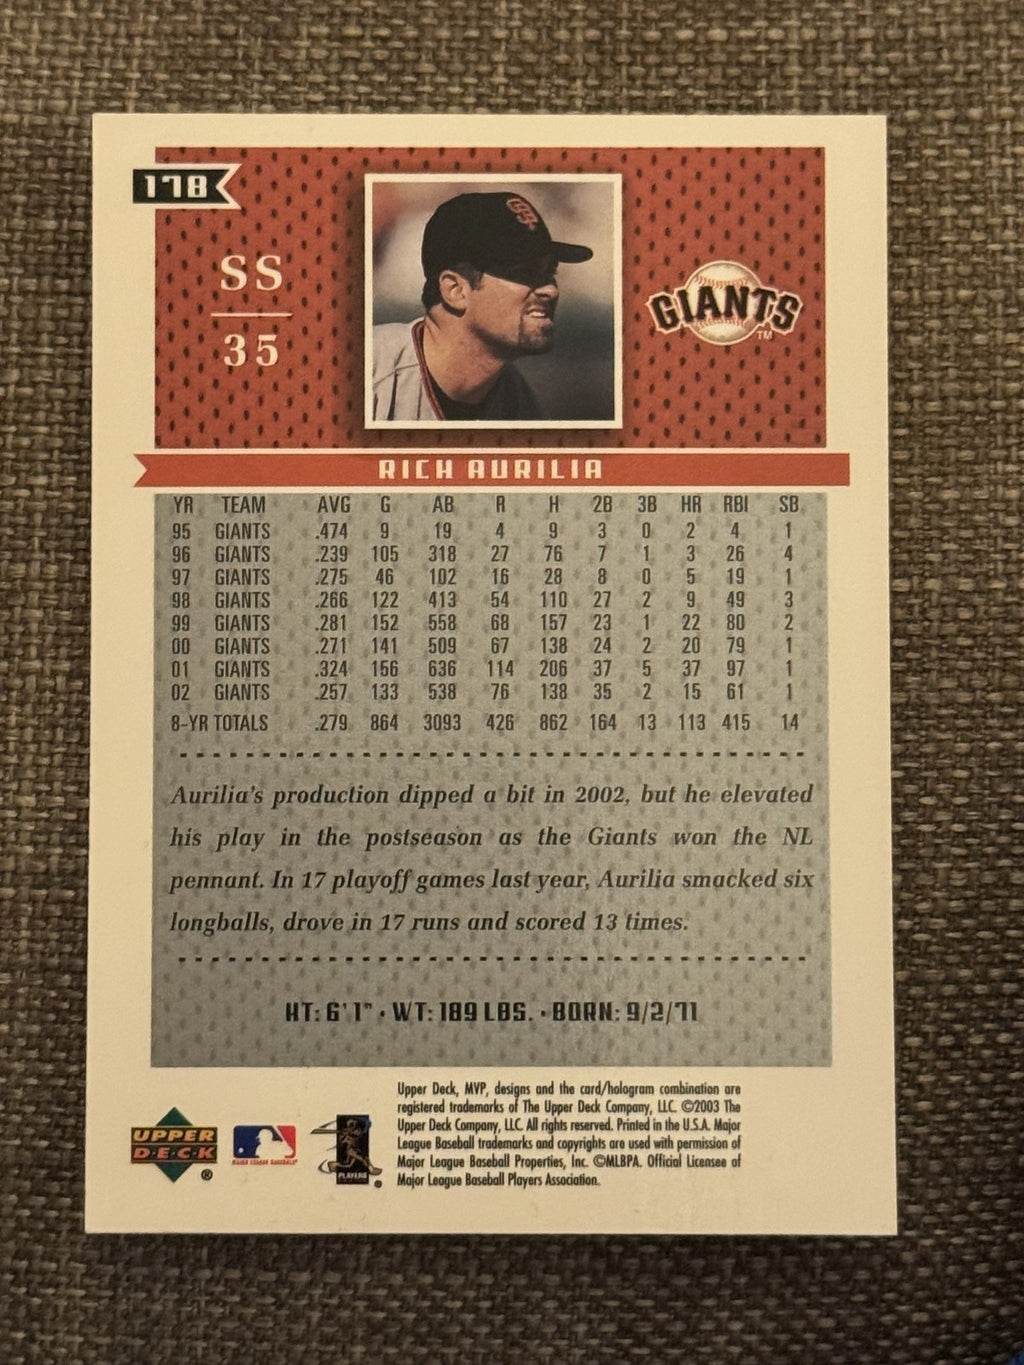 178
SS
35
SF
GIANTS
TM
RICH AURILIA
YR TEAM AVG G AB R H 2B 3B HR RBI SB
95 GIANTS .474 9 19 4 9 3 0 2 4 1
96 GIANTS .239 105 318 27 76 7 1 3 26 4
97 GIANTS .275 46 102 16 28 8 0 5 19 1
98 GIANTS .266 122 413 54 110 27 2 9 49 3
99 GIANTS .281 152 558 68 157 23 1 22 80 2
00 GIANTS .271 141 509 67 138 24 2 20 79 1
01 GIANTS .324 156 636 114 206 37 5 37 97 1
02 GIANTS .257 133 538 76 138 35 2 15 61 1
8-YR TOTALS .279 864 3093 426 862 164 13 113 415 14
Aurilia's production dipped a bit in 2002, but he elevated
his play in the postseason as the Giants won the NL
pennant. In 17 playoff games last year, Aurilia smacked six
longballs, drove in 17 runs and scored 13 times.
HT: 6' 1" · WT: 189 LBS. · BORN: 9/2/71
Upper Deck, MVP, designs and the card/hologram combination are
registered trademarks of The Upper Deck Company, LLC. ©2003 The
Upper Deck Company, LLC. All rights reserved. Printed in the U.S.A. Major
League Baseball trademarks and copyrights are used with permission of
Major League Baseball Properties, Inc. ©MLBPA. Official Licensee of
Major League Baseball Players Association.
UPPER
D·E·C·K
®
MAJOR LEAGUE BASEBALL
PLAYERS
®